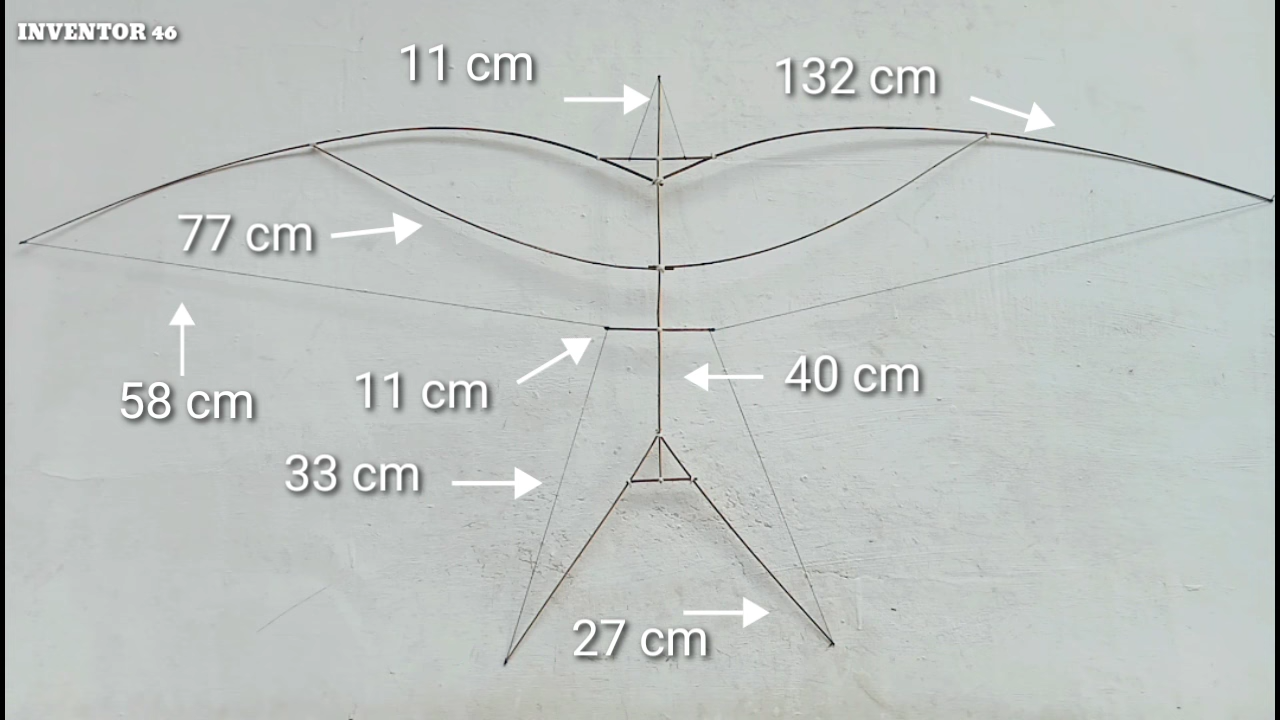 INVENTOR 46
11 cm
132 cm
77 cm
58 cm
11 cm
40 cm
33 cm
27 cm